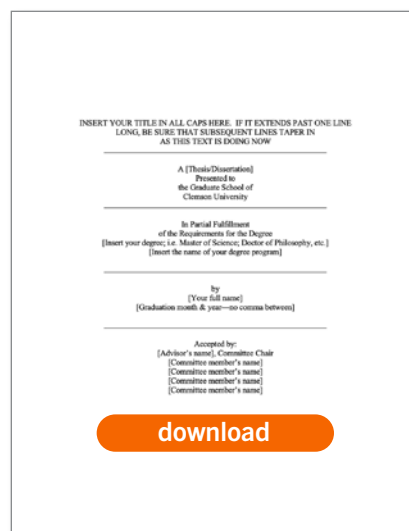 INSERT YOUR TITLE IN ALL CAPS HERE. IF IT EXTENDS PAST ONE LINE
LONG, BE SURE THAT SUBSEQUENT LINES TAPER IN
AS THIS TEXT IS DOING NOW
A [Thesis/Dissertation]
Presented to
the Graduate School of
Clemson University
In Partial Fulfillment
of the Requirements for the Degree
[Insert your degree; i.e. Master of Science; Doctor of Philosophy, etc.]
[Insert the name of your degree program]
by
[Your full name]
[Graduation month & year—no comma between]
Accepted by:
[Advisor's name], Committee Chair
[Committee member's name]
[Committee member's name]
[Committee member's name]
[Committee member's name]
download